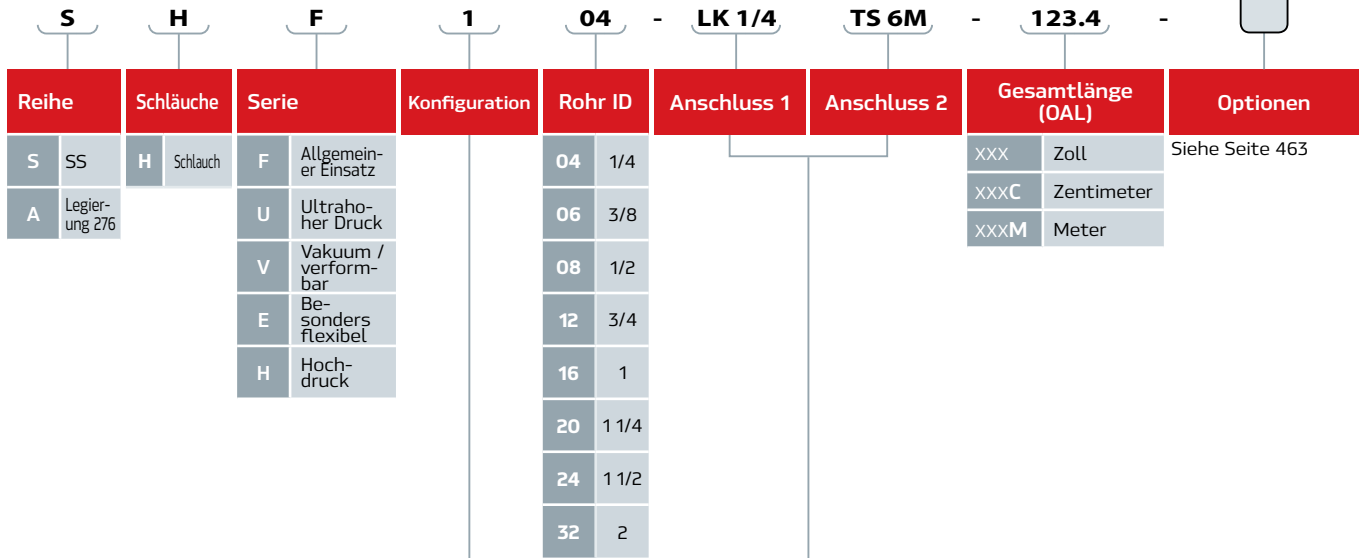 S H F 1 04 - LK 1/4 TS 6M - 123.4 -
Reihe Schläuche Serie Konfiguration Rohr ID Anschluss 1 Anschluss 2 Gesamtlänge
(OAL) Optionen
S SS
A Legier-
ung 276
H Schlauch
F Allgemein-
er Einsatz
U Ultraho-
her Druck
V Vakuum /
verform-
bar
E Be-
sonders
flexibel
H Hoch-
druck
04 1/4
06 3/8
08 1/2
12 3/4
16 1
20 1 1/4
24 1 1/2
32 2
XXX Zoll
XXXC Zentimeter
XXXM Meter
Siehe Seite 463